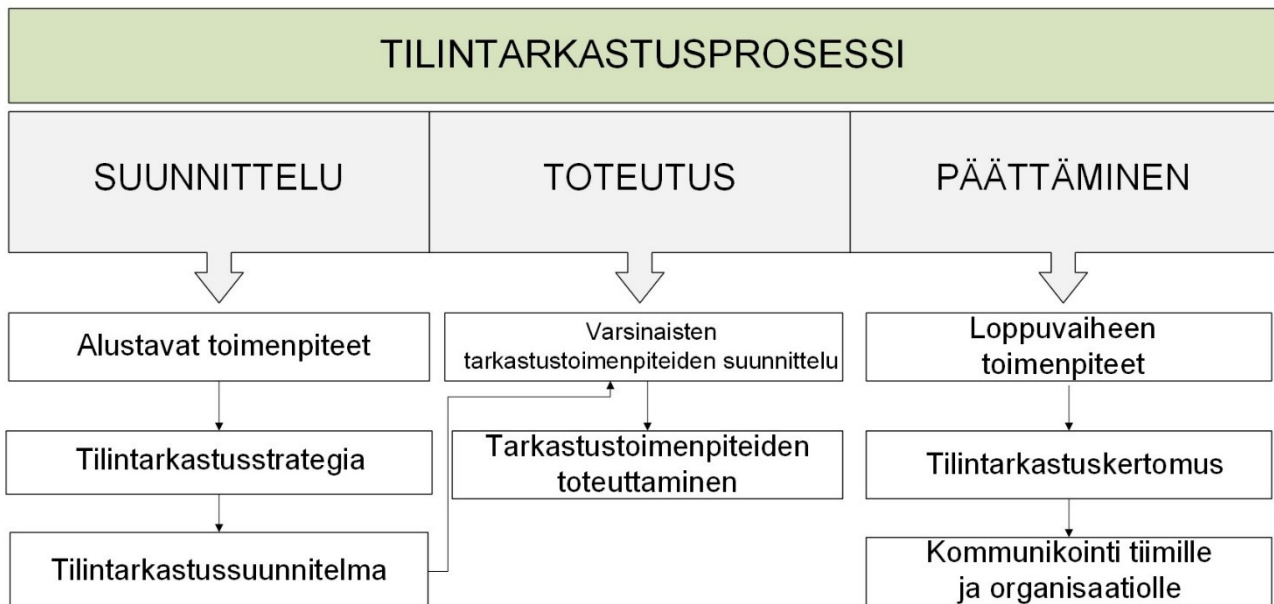 TILINTARKASTUSPROSESSI
SUUNNITTELU
TOTEUTUS
PÄÄTTÄMINEN
Alustavat toimenpiteet
Tilintarkastusstrategia
Tilintarkastussuunnitelma
Varsinaisten
tarkastustoimenpiteiden suunnittelu
Tarkastustoimenpiteiden
toteuttaminen
Loppuvaiheen
toimenpiteet
Tilintarkastuskertomus
Kommunikointi tiimille
ja organisaatiolle